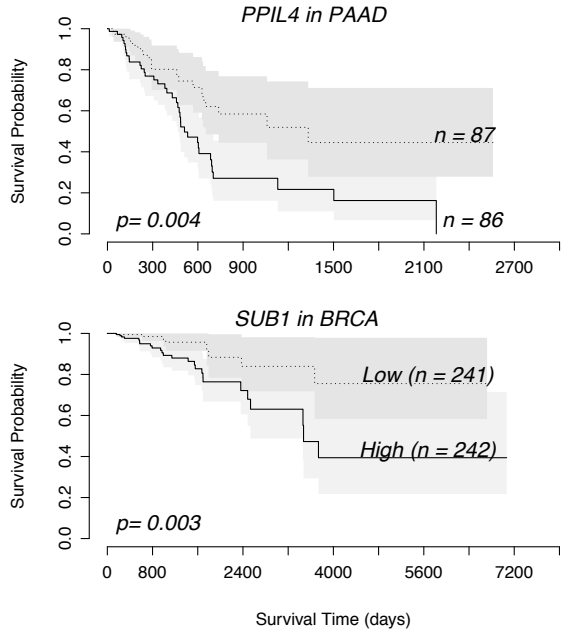 PPIL4 in PAAD
Survival Probability
1.0
0.8
0.6
0.4
0.2
0.0
n = 87
n = 86
p= 0.004
0 300 600 900 1500 2100 2700
SUB1 in BRCA
Survival Probability
1.0
0.8
0.6
0.4
0.2
0.0
Low (n = 241)
High (n = 242)
p= 0.003
0 800 2400 4000 5600 7200
Survival Time (days)